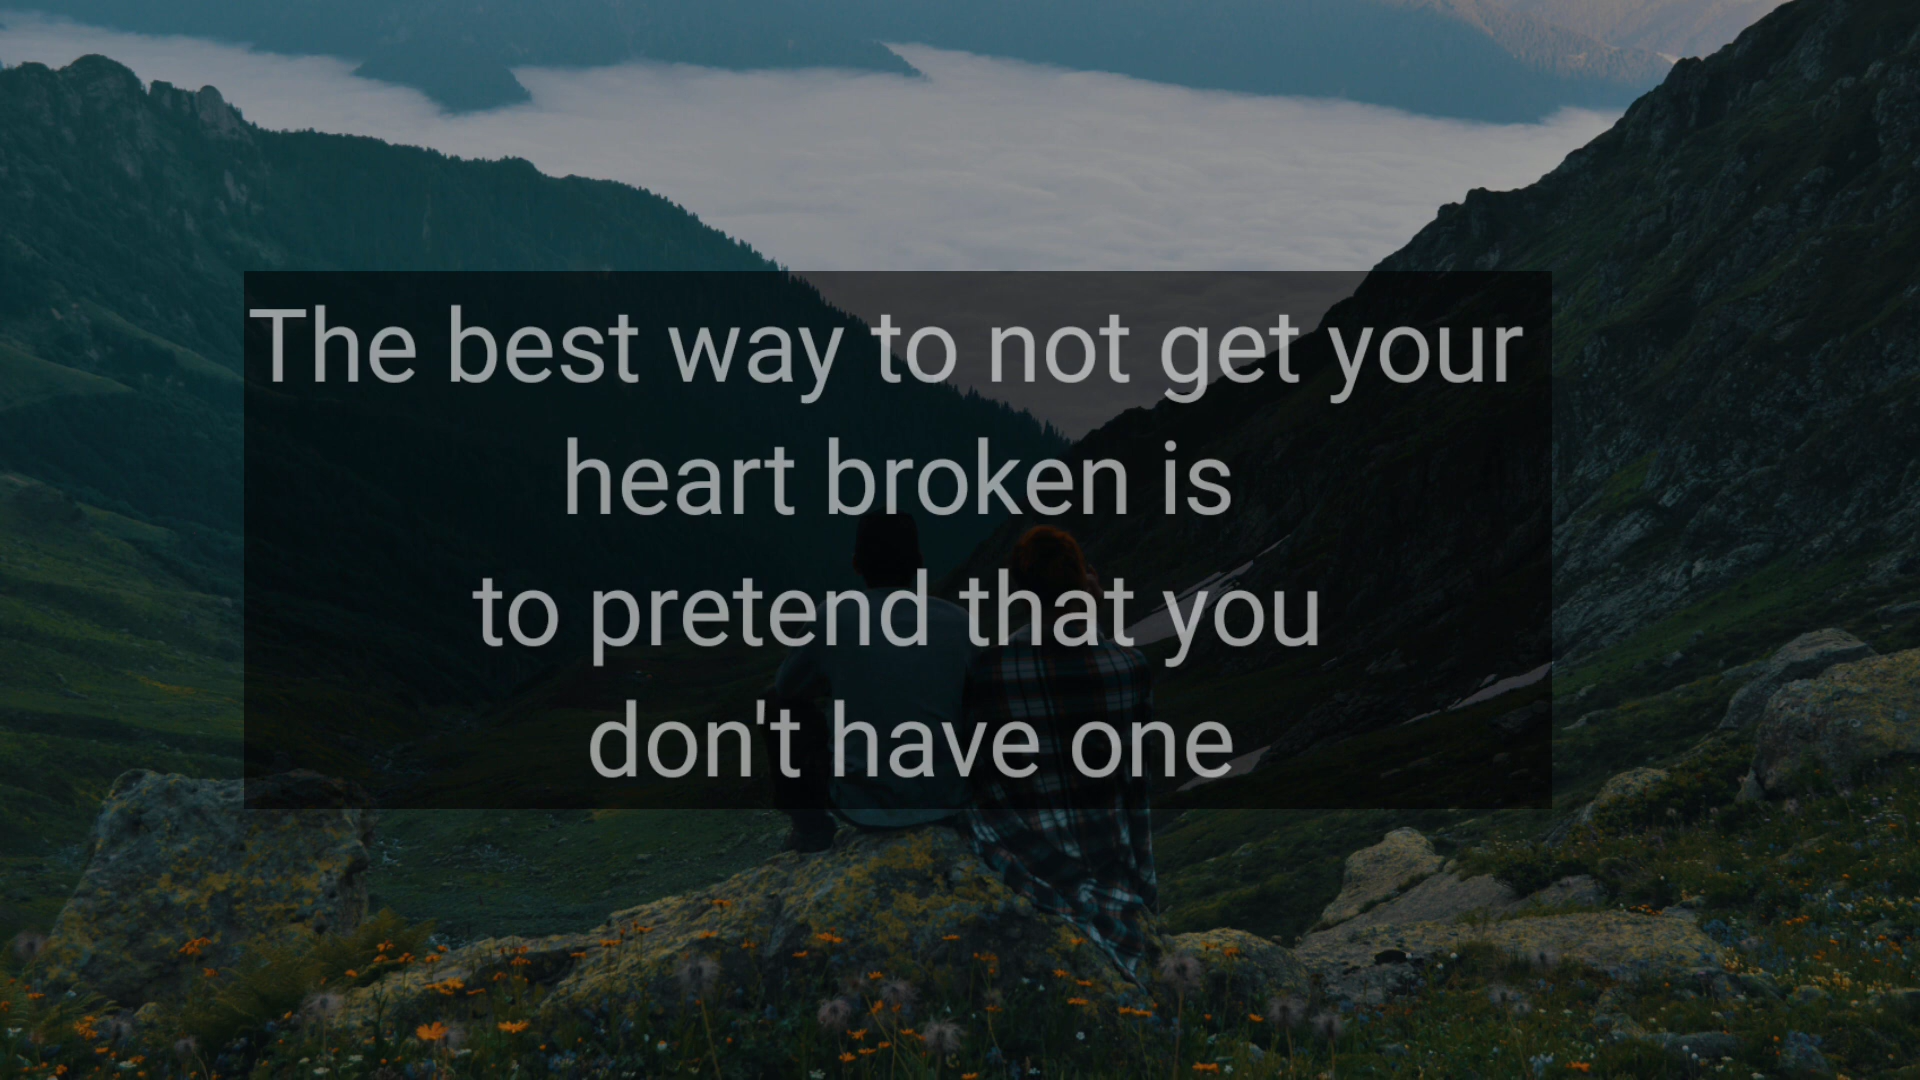 The best way to not get your
heart broken is
to pretend that you
don't have one